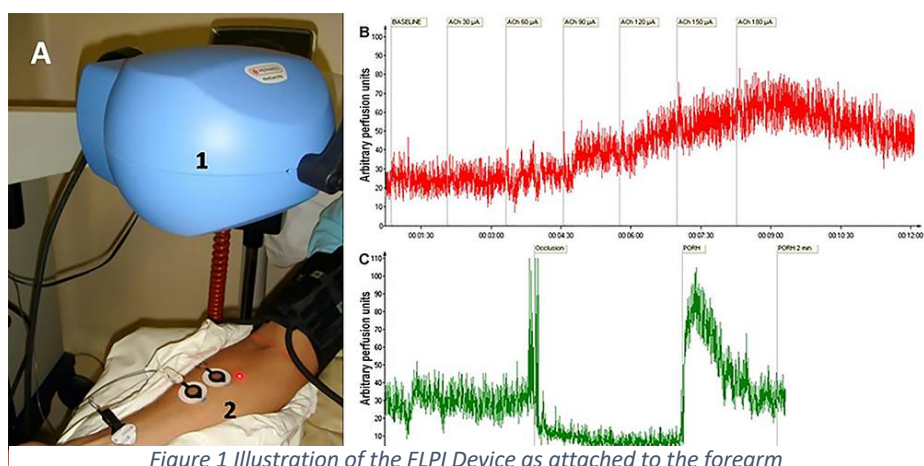 A
1
2
B
BASELINE
ACh 30 µA
ACh 60 µA
ACh 90 µA
ACh 120 µA
ACh 150 µA
ACh 180 µA
Arbitrary perfusion units
100
90
80
70
60
50
40
30
20
10
0
00:01:30
00:03:00
00:04:30
00:06:00
00:07:30
00:09:00
00:10:30
00:12:00
C
Occlusion
PORH
PORH 2 min
Arbitrary perfusion units
110
100
90
80
70
60
50
40
30
20
10
Figure 1 Illustration of the FLPI Device as attached to the forearm